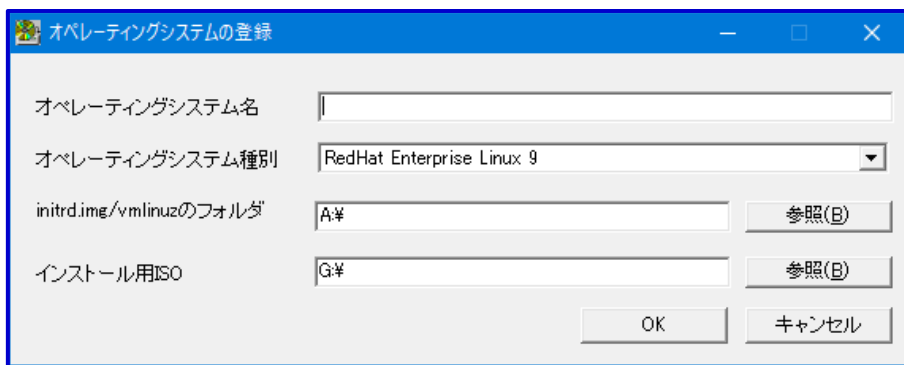 オペレーティングシステムの登録
オペレーティングシステム名
オペレーティングシステム種別 RedHat Enterprise Linux 9
initrd.img/vmlinuzのフォルダ A:¥ 参照(B)
インストール用ISO G:¥ 参照(B)
OK キャンセル